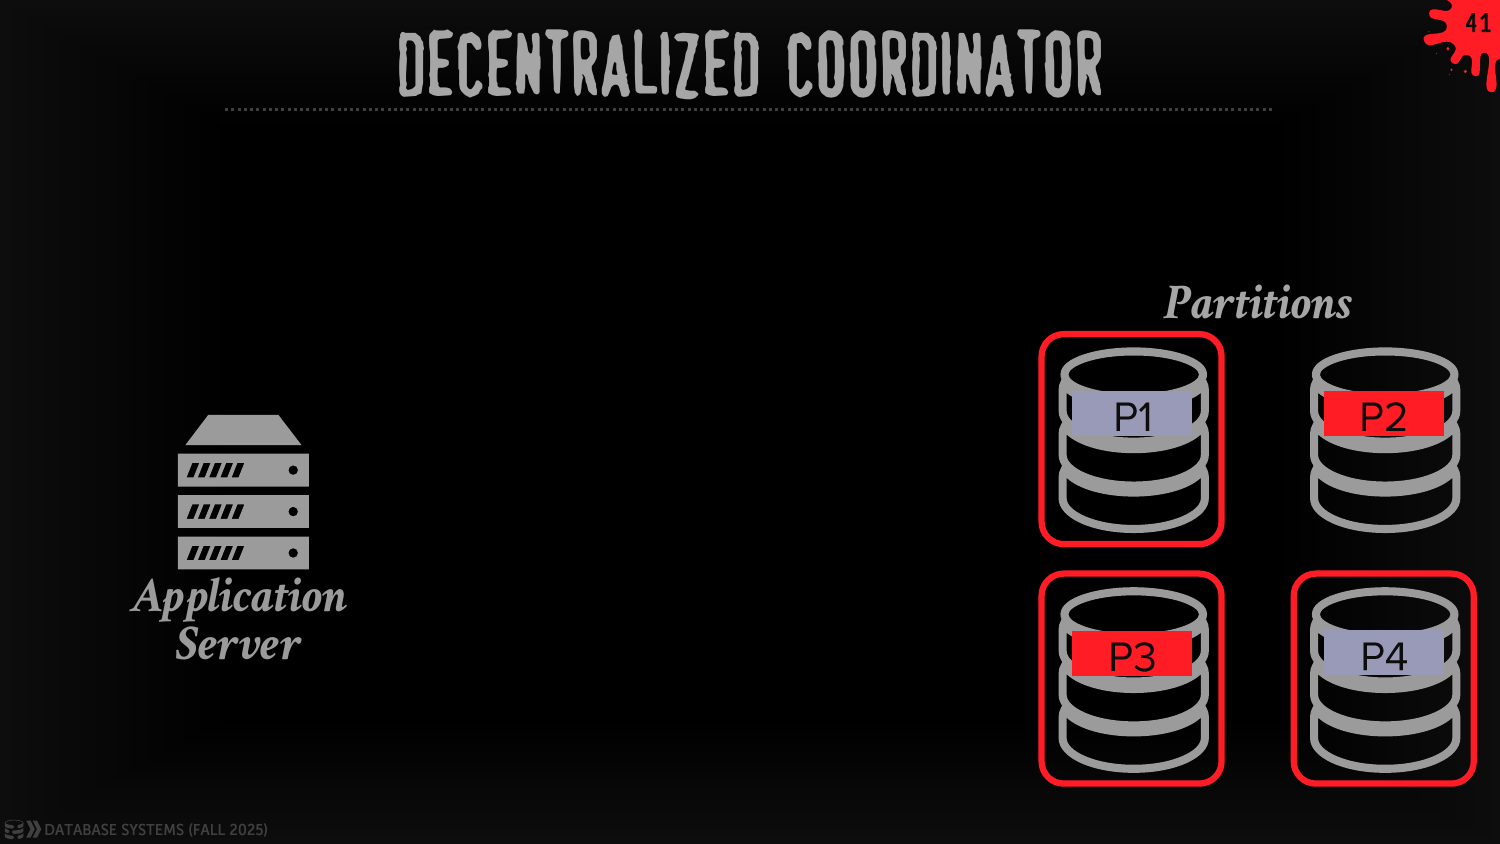 DECENTRALIZED COORDINATOR
41
Partitions
P1
P2
Application
Server
P3
P4
DATABASE SYSTEMS (FALL 2025)